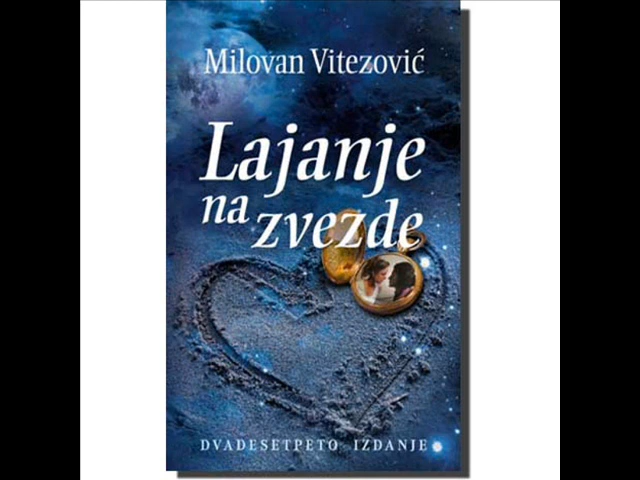 Milovan Vitezović
Lajanje
na
zvezde
DVADESETPETO IZDANJE